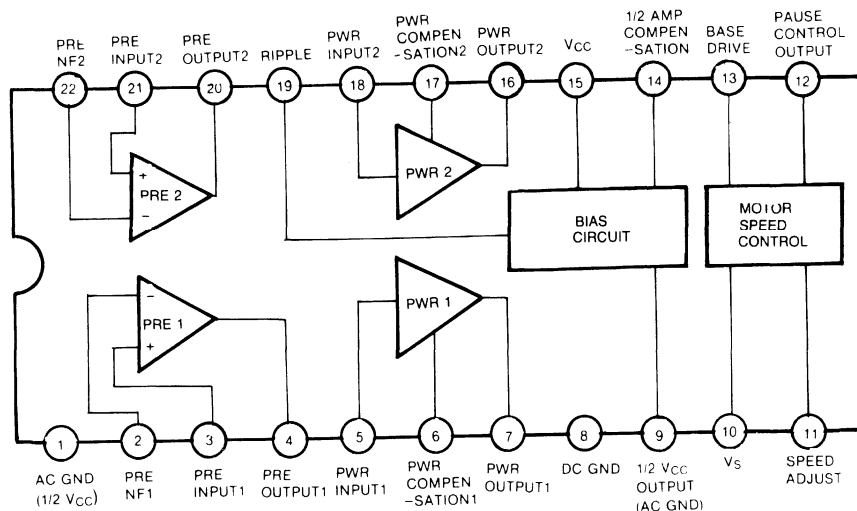 PRE
NF2
PRE
INPUT2
PRE
OUTPUT2
RIPPLE
PWR
INPUT2
PWR
COMPEN
-SATION2
PWR
OUTPUT2
VCC
1/2 AMP
COMPEN
-SATION
BASE
DRIVE
PAUSE
CONTROL
OUTPUT
22
21
20
19
18
17
16
15
14
13
12
+
PRE 2
−
PWR 2
BIAS
CIRCUIT
MOTOR
SPEED
CONTROL
−
PRE 1
+
PWR 1
1
2
3
4
5
6
7
8
9
10
11
AC GND
(1/2 VCC)
PRE
NF1
PRE
INPUT1
PRE
OUTPUT1
PWR
INPUT1
PWR
COMPEN
-SATION1
PWR
OUTPUT1
DC GND
1/2 VCC
OUTPUT
(AC GND)
VS
SPEED
ADJUST